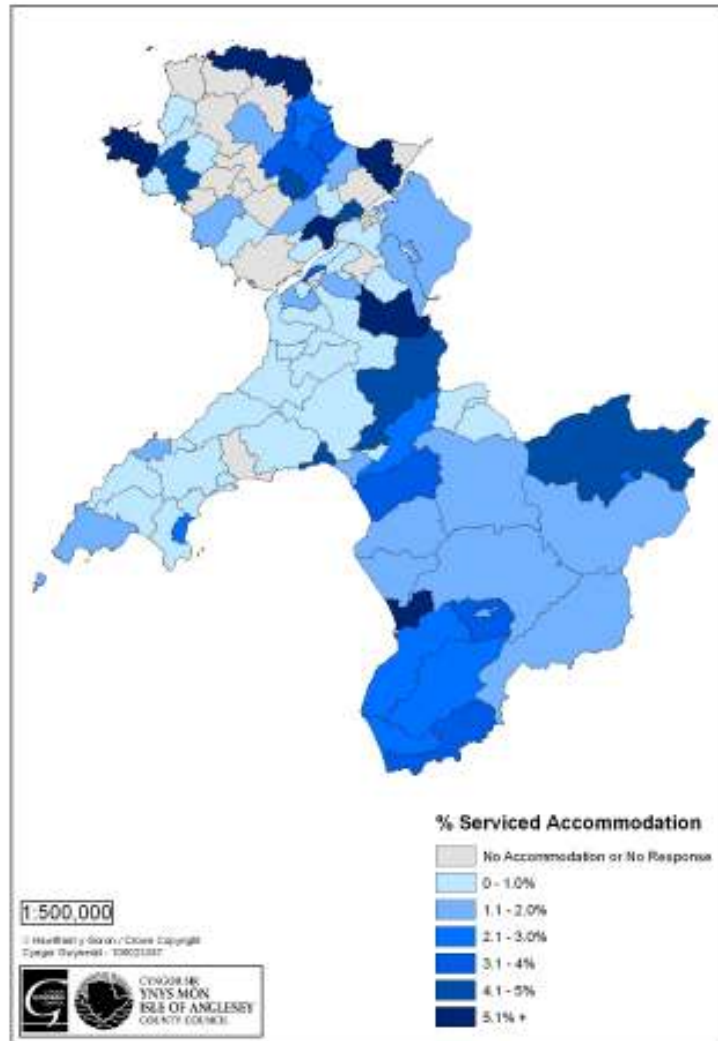 % Serviced Accommodation
No Accommodation or No Response
0 - 1.0%
1.1 - 2.0%
2.1 - 3.0%
3.1 - 4%
4.1 - 5%
5.1% +
1:500,000
© Hawlfraint y Goron / Crown Copyright
Cyngor Gwynedd -
CYNGOR SIR
YNYS MÔN
ISLE OF ANGLESEY
COUNTY COUNCIL